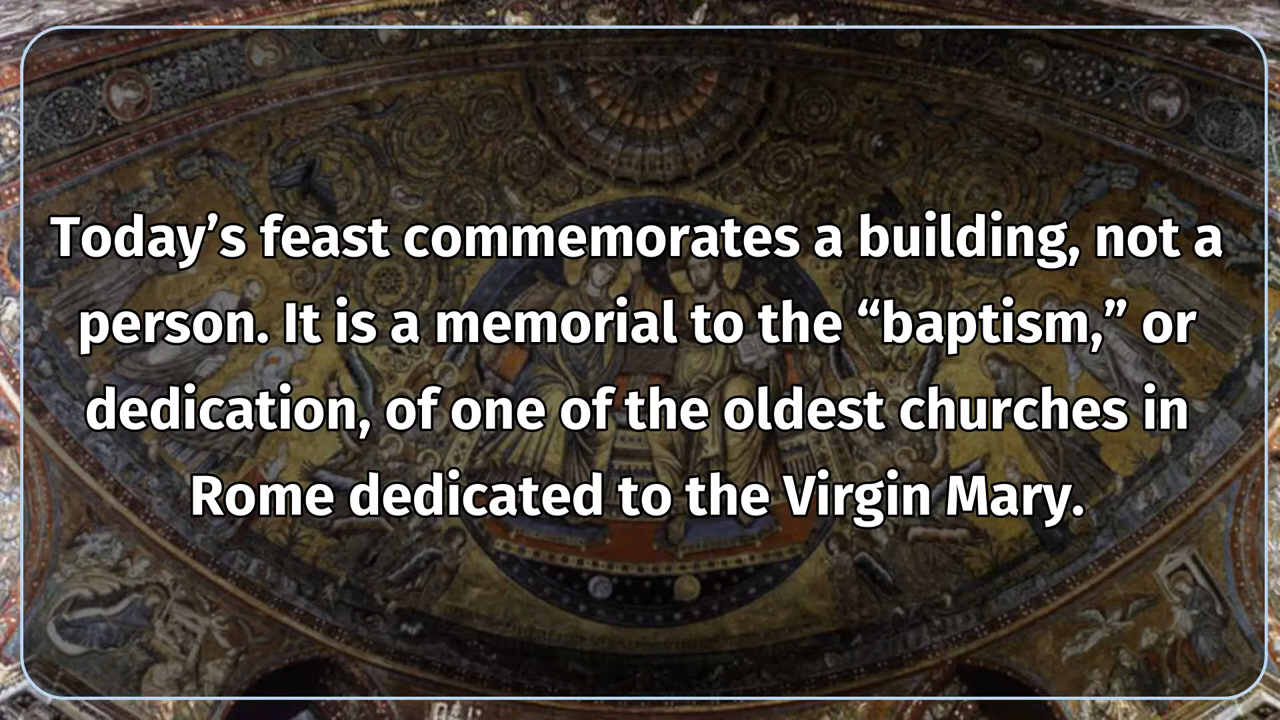 Today’s feast commemorates a building, not a
person. It is a memorial to the “baptism,” or
dedication, of one of the oldest churches in
Rome dedicated to the Virgin Mary.